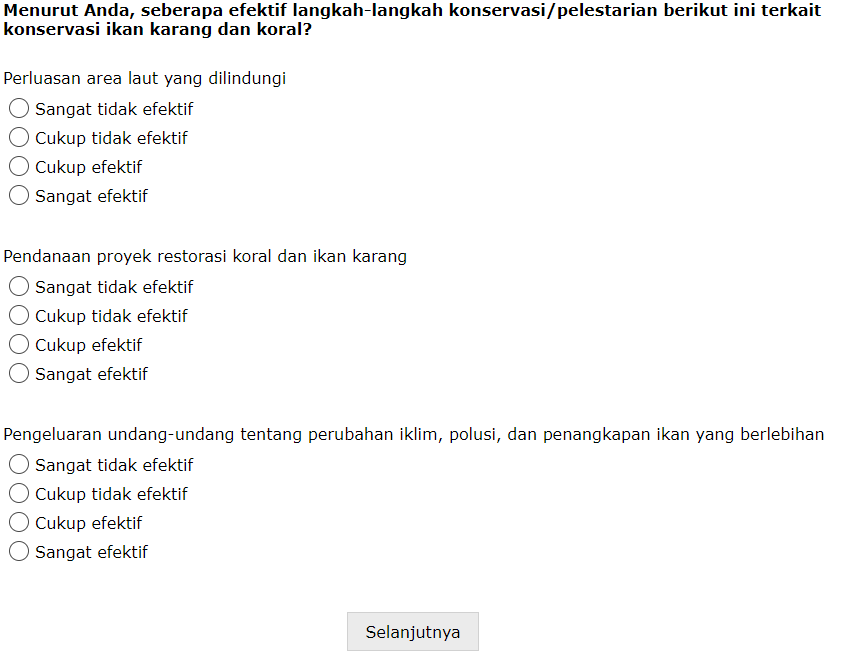 Menurut Anda, seberapa efektif langkah-langkah konservasi/pelestarian berikut ini terkait
konservasi ikan karang dan koral?
Perluasan area laut yang dilindungi
Sangat tidak efektif
Cukup tidak efektif
Cukup efektif
Sangat efektif
Pendanaan proyek restorasi koral dan ikan karang
Sangat tidak efektif
Cukup tidak efektif
Cukup efektif
Sangat efektif
Pengeluaran undang-undang tentang perubahan iklim, polusi, dan penangkapan ikan yang berlebihan
Sangat tidak efektif
Cukup tidak efektif
Cukup efektif
Sangat efektif
Selanjutnya